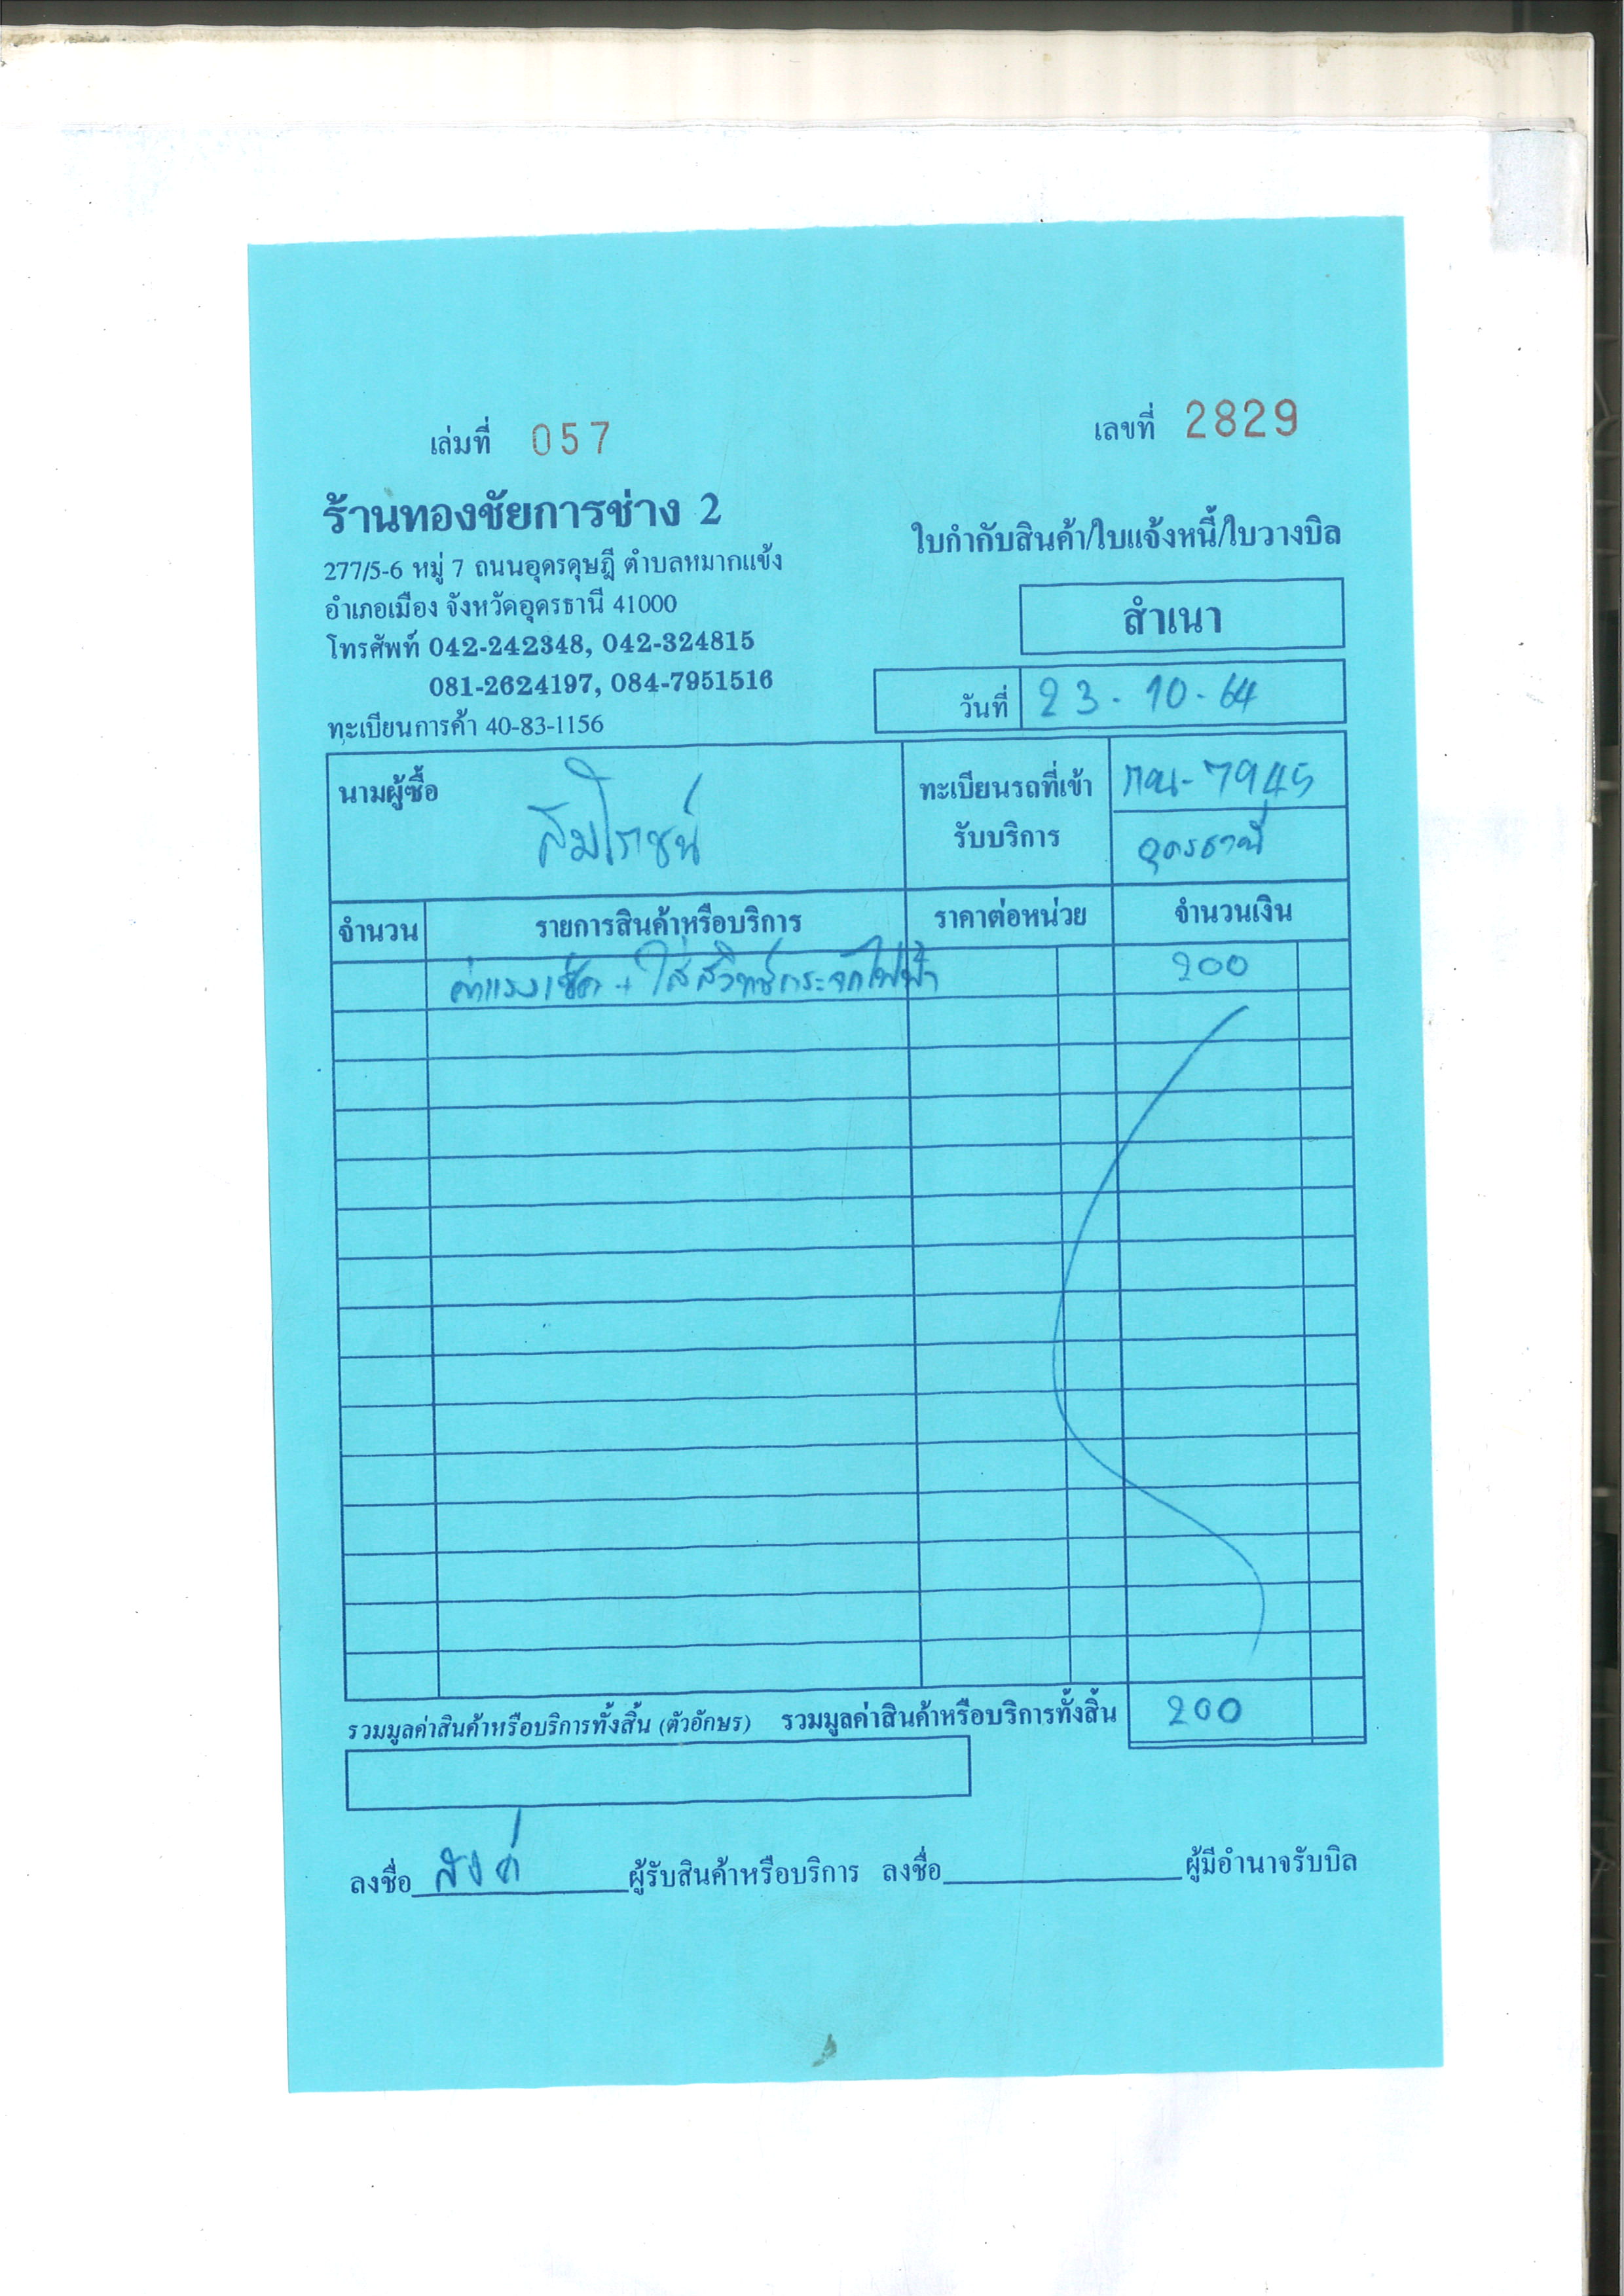 เล่มที่ 057 เลขที่ 2829
ร้านทองชัยการช่าง 2
ใบกำกับสินค้า/ใบแจ้งหนี้/ใบวางบิล
277/5-6 หมู่ 7 ถนนอุดรดุษฎี ตำบลหมากแข้ง
อำเภอเมือง จังหวัดอุดรธานี 41000
สำเนา
โทรศัพท์ 042-242348, 042-324815
081-2624197, 084-7951516
วันที่ 23-10-64
ทะเบียนการค้า 40-83-1156
นามผู้ซื้อ ทะเบียนรถที่เข้า 7945
รับบริการ อุดรธานี
จำนวน รายการสินค้าหรือบริการ ราคาต่อหน่วย จำนวนเงิน
ค่าแรงเช็ค + ใส่สวิทซ์กระจกไฟฟ้า 200
รวมมูลค่าสินค้าหรือบริการทั้งสิ้น (ตัวอักษร) รวมมูลค่าสินค้าหรือบริการทั้งสิ้น 200
ลงชื่อ ผู้รับสินค้าหรือบริการ ลงชื่อ ผู้มีอำนาจรับบิล